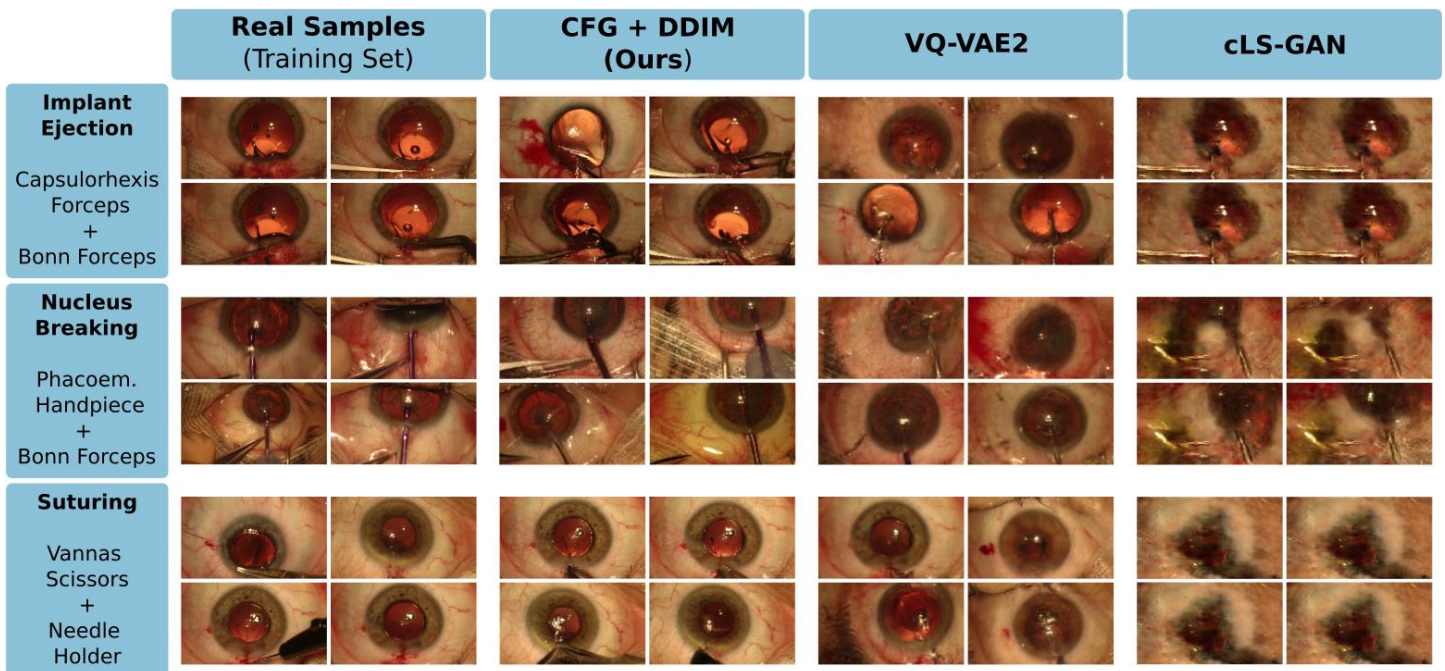 Real Samples
(Training Set)
CFG + DDIM
(Ours)
VQ-VAE2
cLS-GAN
Implant
Ejection
Capsulorhexis
Forceps
+
Bonn Forceps
Nucleus
Breaking
Phacoem.
Handpiece
+
Bonn Forceps
Suturing
Vannas
Scissors
+
Needle
Holder